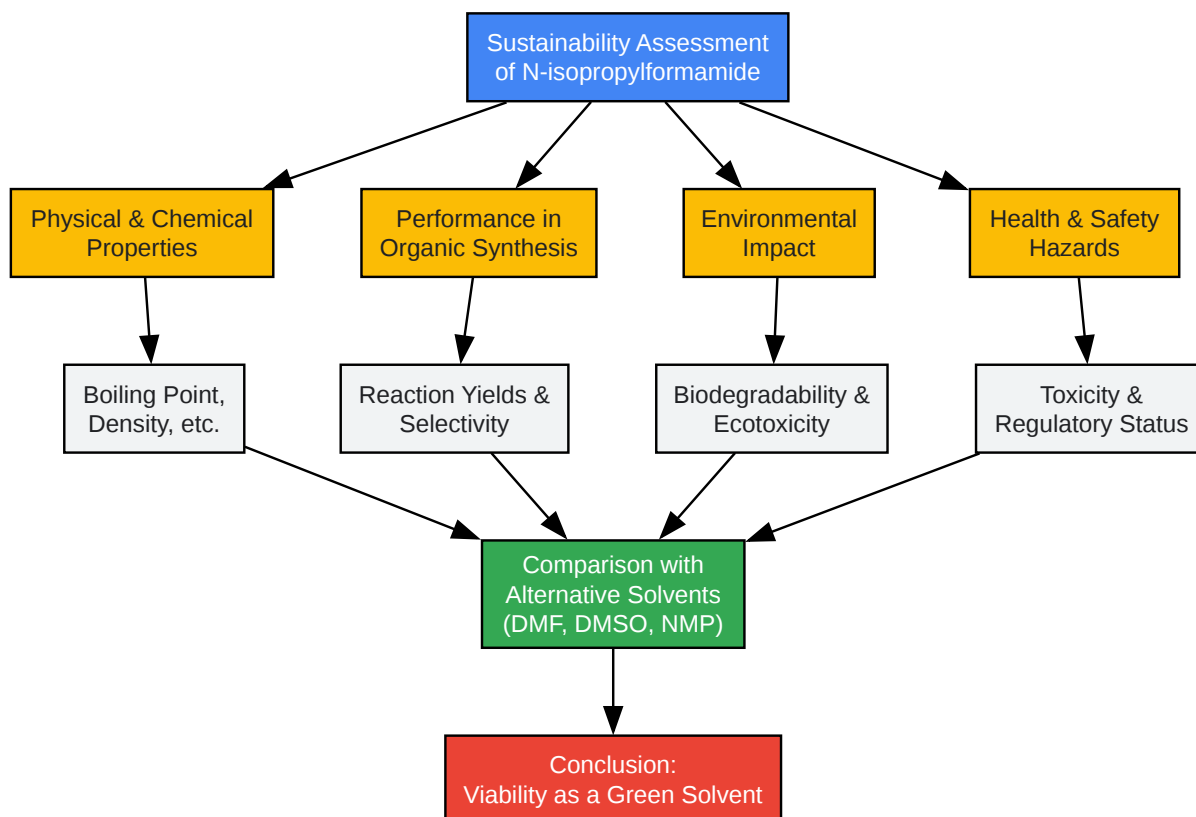 Sustainability Assessment
of N-isopropylformamide
Physical & Chemical
Properties
Performance in
Organic Synthesis
Environmental
Impact
Health & Safety
Hazards
Boiling Point,
Density, etc.
Reaction Yields &
Selectivity
Biodegradability &
Ecotoxicity
Toxicity &
Regulatory Status
Comparison with
Alternative Solvents
(DMF, DMSO, NMP)
Conclusion:
Viability as a Green Solvent